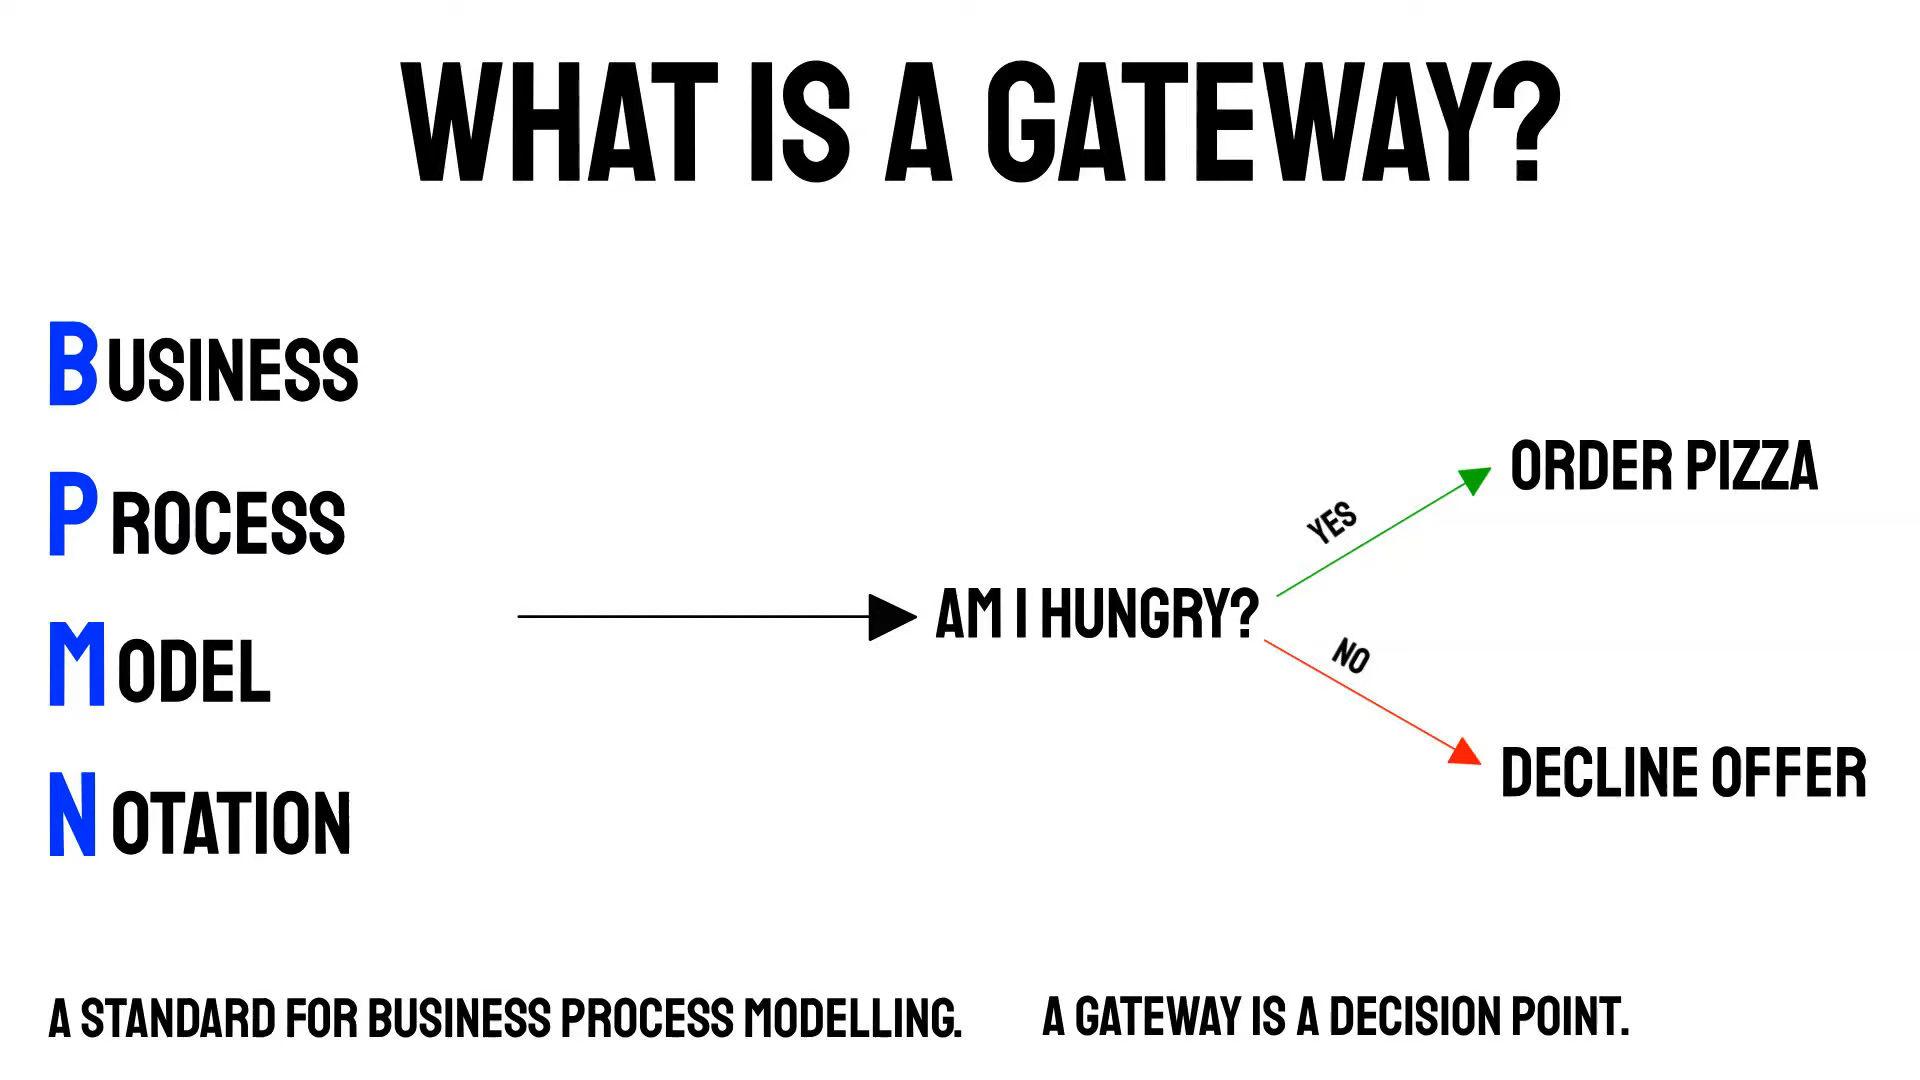 WHAT IS A GATEWAY?
BUSINESS
PROCESS
MODEL
NOTATION
AM I HUNGRY?
YES
ORDER PIZZA
NO
DECLINE OFFER
A STANDARD FOR BUSINESS PROCESS MODELLING.
A GATEWAY IS A DECISION POINT.